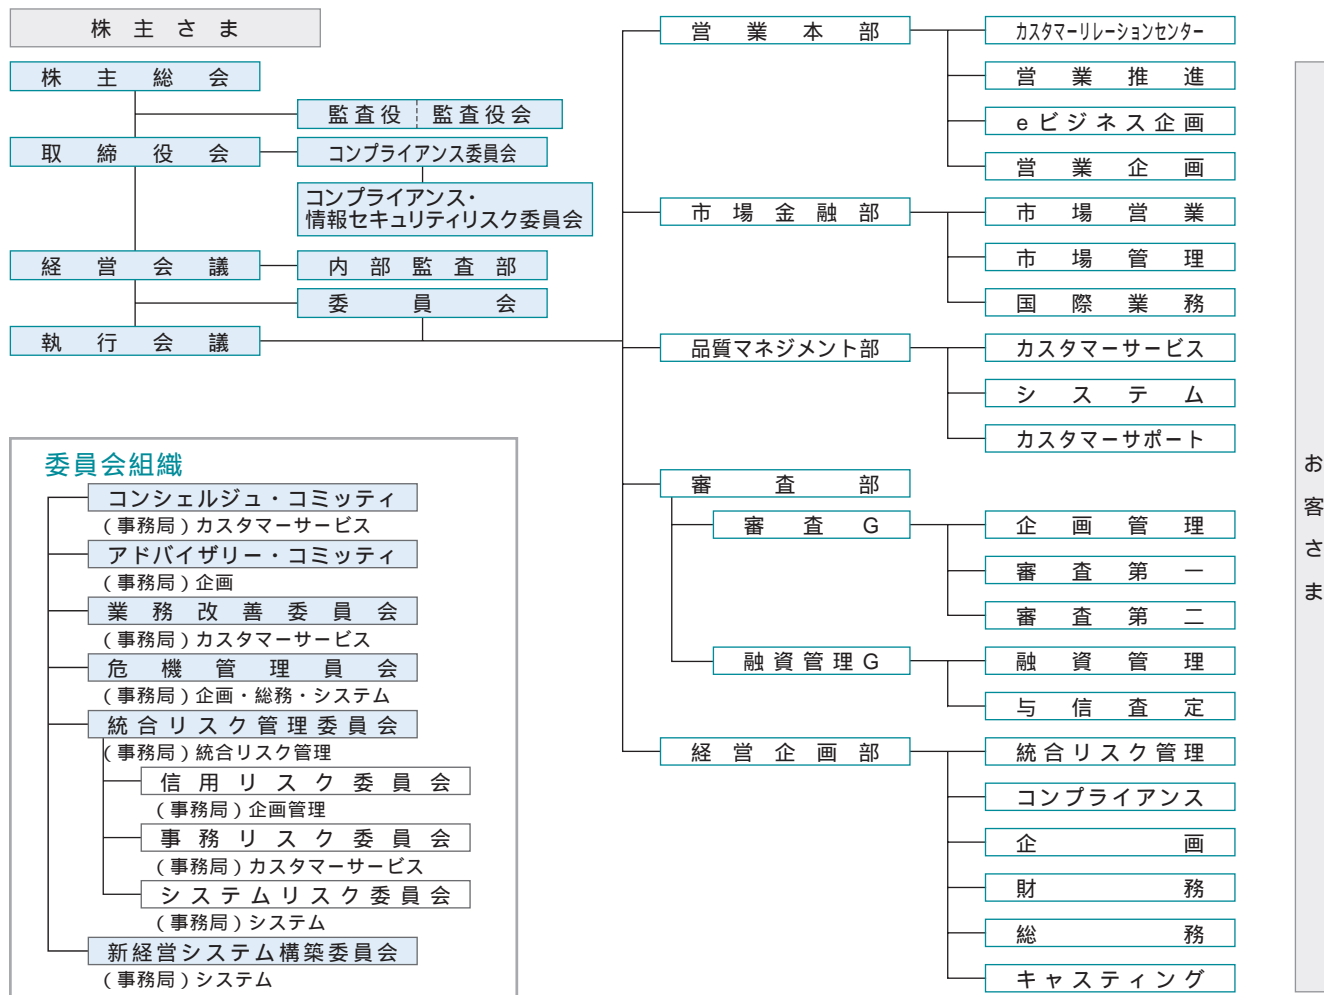 株主さま
株主総会
監査役 監査役会
取締役会
コンプライアンス委員会
コンプライアンス・
情報セキュリティリスク委員会
経営会議
内部監査部
委員会
執行会議
営業本部
カスタマーリレーションセンター
営業推進
eビジネス企画
営業企画
市場金融部
市場営業
市場管理
国際業務
品質マネジメント部
カスタマーサービス
システム
カスタマーサポート
審査部
審査G
企画管理
審査第一
審査第二
融資管理G
融資管理
与信査定
経営企画部
統合リスク管理
コンプライアンス
企画
財務
総務
キャスティング
お客さま
委員会組織
コンシェルジュ・コミッティ
(事務局)カスタマーサービス
アドバイザリー・コミッティ
(事務局)企画
業務改善委員会
(事務局)カスタマーサービス
危機管理員会
(事務局)企画・総務・システム
統合リスク管理委員会
(事務局)統合リスク管理
信用リスク委員会
(事務局)企画管理
事務リスク委員会
(事務局)カスタマーサービス
システムリスク委員会
(事務局)システム
新経営システム構築委員会
(事務局)システム